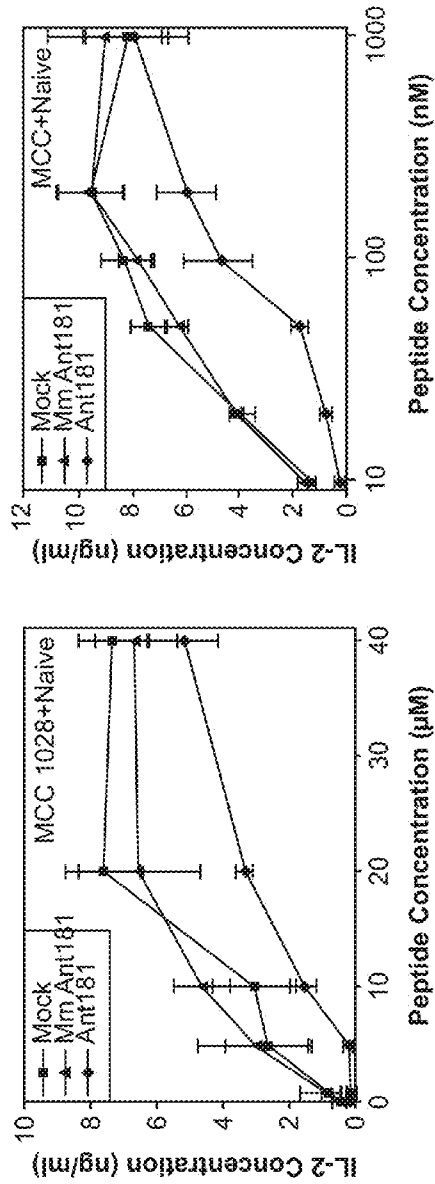 MCC 1028+Naive
Mock
Mm Ant181
Ant181
IL-2 Concentration (ng/ml)
10
8
6
4
2
0
0
10
20
30
40
Peptide Concentration (µM)
MCC+Naive
Mock
Mm Ant181
Ant181
IL-2 Concentration (ng/ml)
12
10
8
6
4
2
0
10
100
1000
Peptide Concentration (nM)